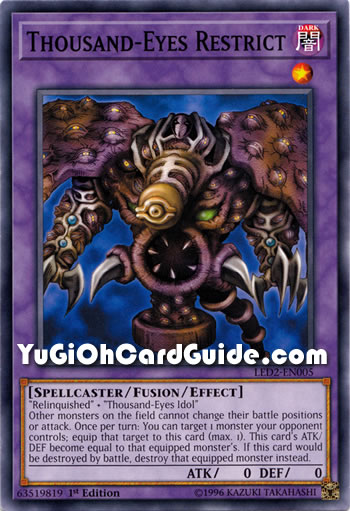 THOUSAND-EYES RESTRICT
DARK
闇
YuGiOhCardGuide.com
LED2-EN005
[SPELLCASTER/FUSION/EFFECT]
"Relinquished" + "Thousand-Eyes Idol"
Other monsters on the field cannot change their battle positions
or attack. Once per turn: You can target 1 monster your opponent
controls; equip that target to this card (max. 1). This card's ATK/
DEF become equal to that equipped monster's. If this card would
be destroyed by battle, destroy that equipped monster instead.
ATK/ 0 DEF/ 0
63519819 1st Edition ©1996 KAZUKI TAKAHASHI